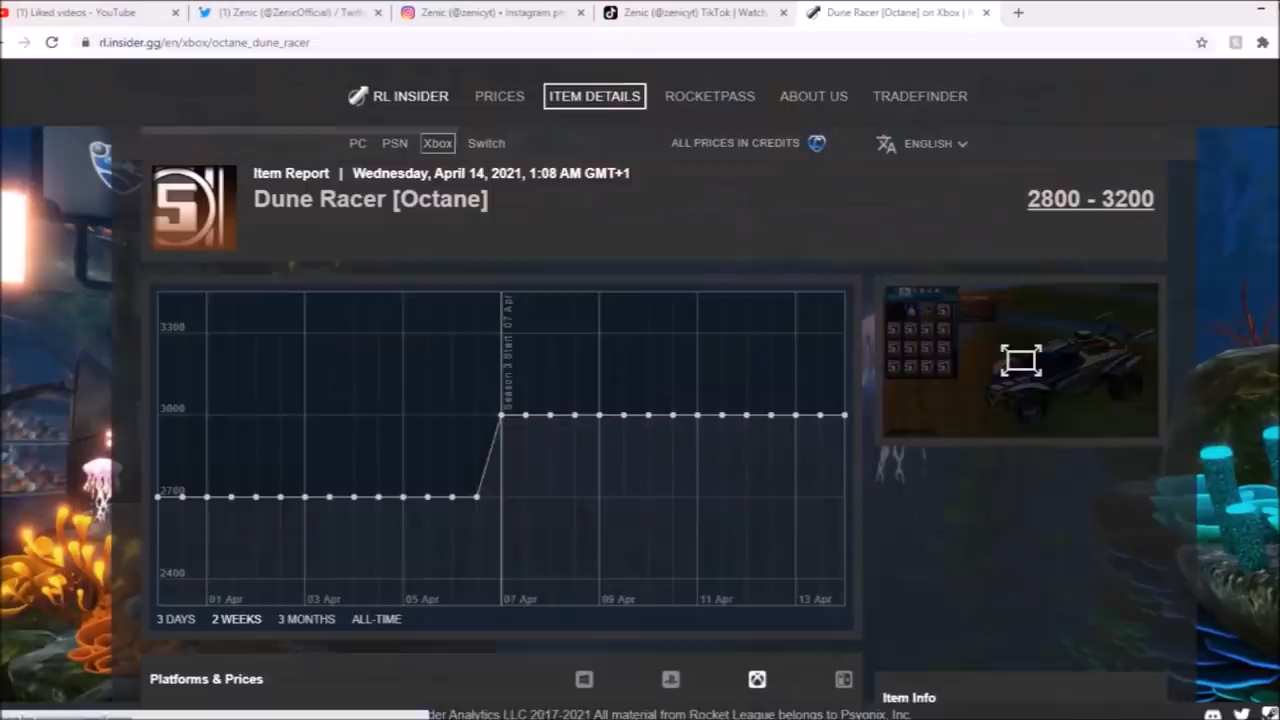 (1) Liked videos - YouTube
(1) Zenic (@ZenicOfficial) / Twitt
Zenic (@zenicyt) • Instagram p
Zenic (@zenicyt) TikTok | Watch
Dune Racer [Octane] on Xbox |
rl.insider.gg/en/xbox/octane_dune_racer
RL INSIDER
PRICES
ITEM DETAILS
ROCKETPASS
ABOUT US
TRADEFINDER
PC
PSN
Xbox
Switch
ALL PRICES IN CREDITS
ENGLISH
Item Report | Wednesday, April 14, 2021, 1:08 AM GMT+1
Dune Racer [Octane]
2800 - 3200
3300
3000
2700
2400
Season 3 Start 07 Apr
01 Apr
03 Apr
05 Apr
07 Apr
09 Apr
11 Apr
13 Apr
3 DAYS
2 WEEKS
3 MONTHS
ALL-TIME
Platforms & Prices
Item Info
der Analytics LLC 2017-2021 All material from Rocket League belongs to Psyonix, Inc.